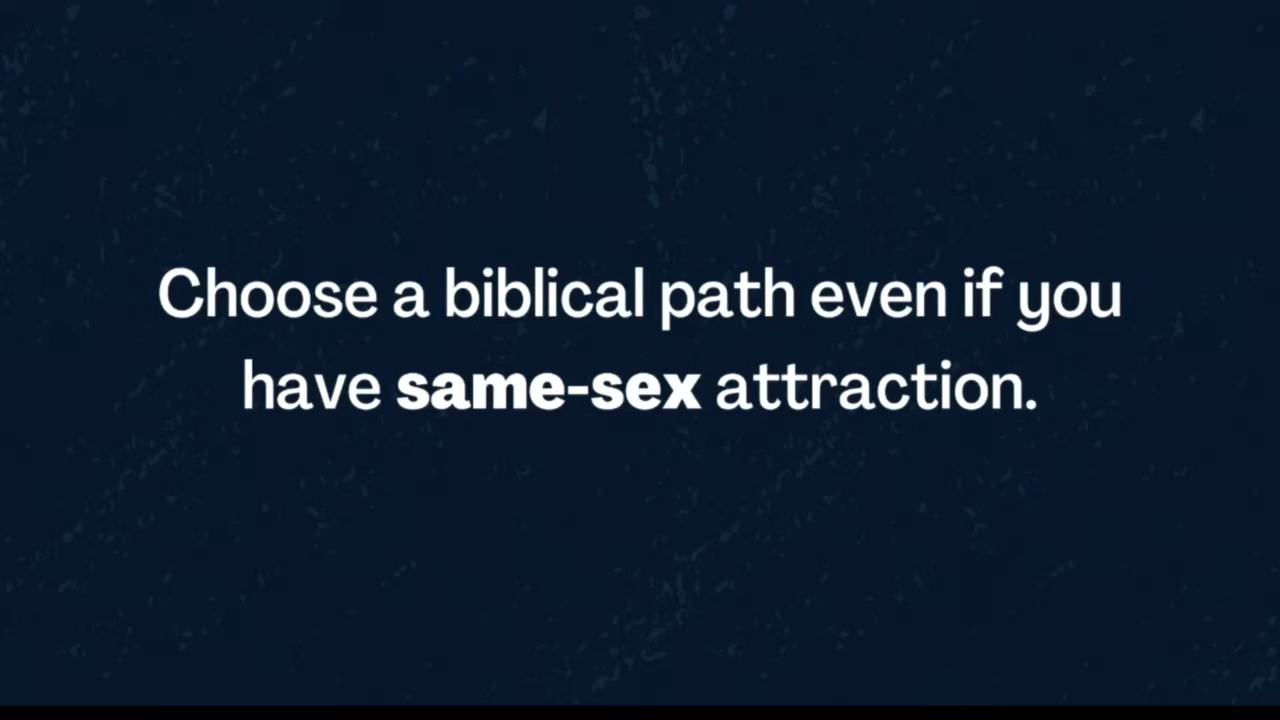 Choose a biblical path even if you
have same-sex attraction.